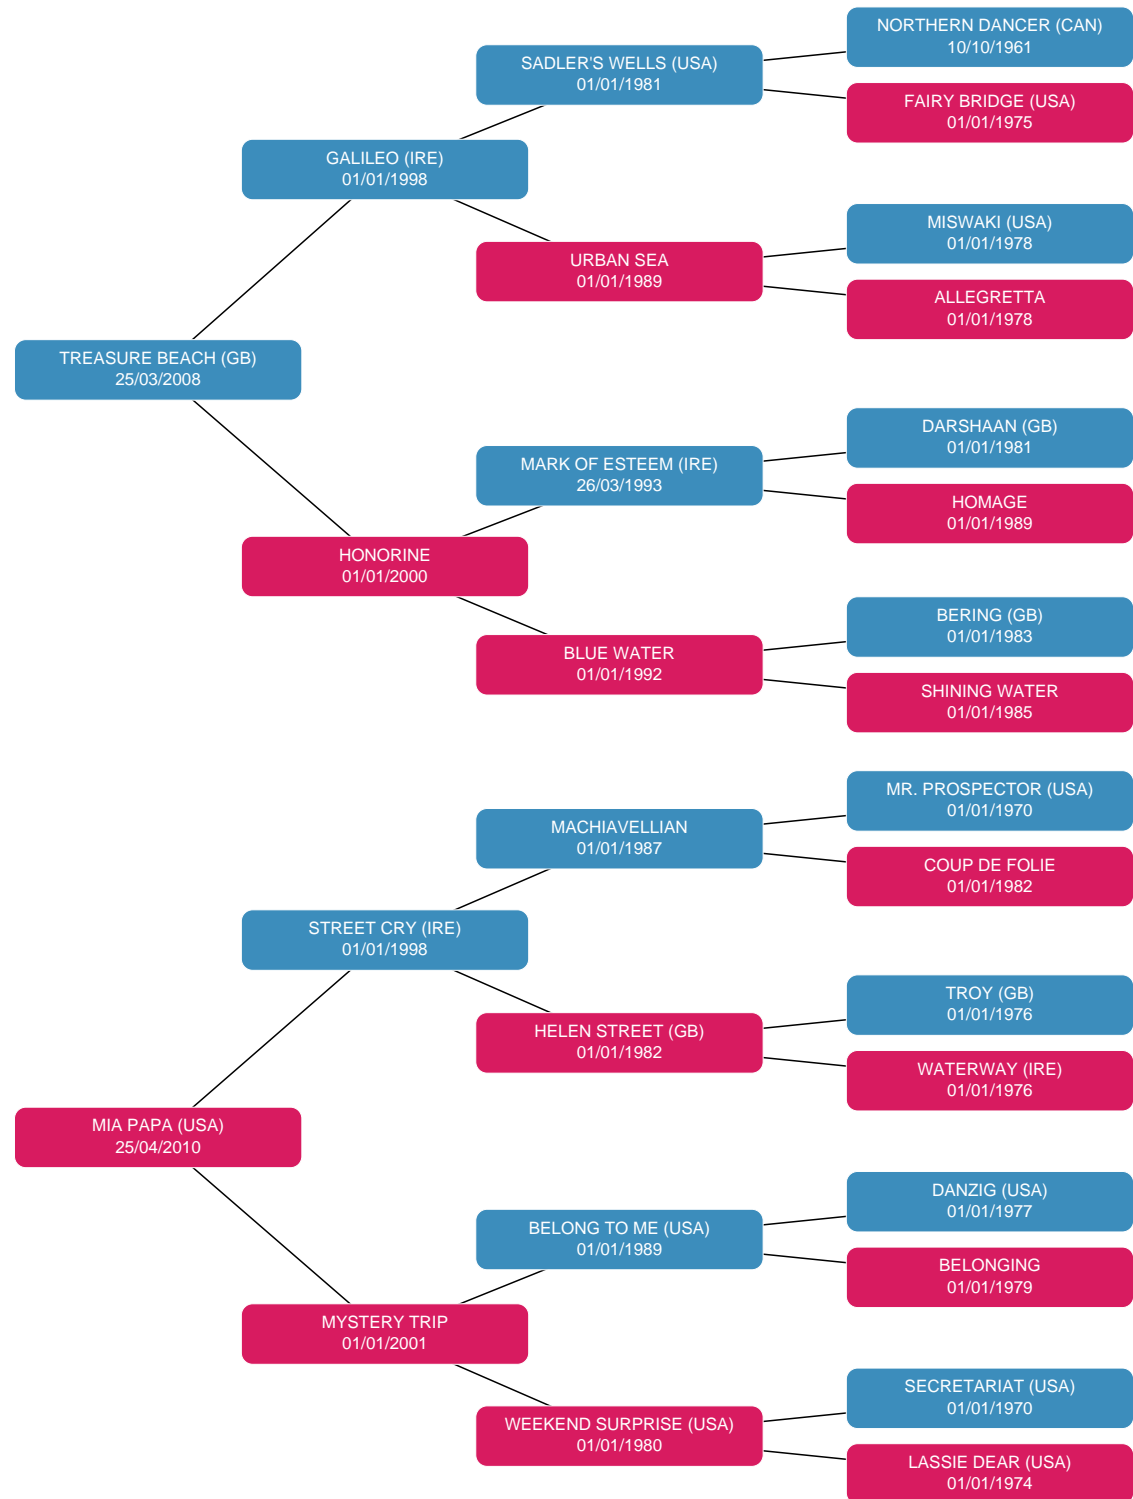 NORTHERN DANCER (CAN)
10/10/1961
SADLER'S WELLS (USA)
01/01/1981
FAIRY BRIDGE (USA)
01/01/1975
GALILEO (IRE)
01/01/1998
MISWAKI (USA)
01/01/1978
URBAN SEA
01/01/1989
ALLEGRETTA
01/01/1978
TREASURE BEACH (GB)
25/03/2008
DARSHAAN (GB)
01/01/1981
MARK OF ESTEEM (IRE)
26/03/1993
HOMAGE
01/01/1989
HONORINE
01/01/2000
BERING (GB)
01/01/1983
BLUE WATER
01/01/1992
SHINING WATER
01/01/1985
MR. PROSPECTOR (USA)
01/01/1970
MACHIAVELLIAN
01/01/1987
COUP DE FOLIE
01/01/1982
STREET CRY (IRE)
01/01/1998
TROY (GB)
01/01/1976
HELEN STREET (GB)
01/01/1982
WATERWAY (IRE)
01/01/1976
MIA PAPA (USA)
25/04/2010
DANZIG (USA)
01/01/1977
BELONG TO ME (USA)
01/01/1989
BELONGING
01/01/1979
MYSTERY TRIP
01/01/2001
SECRETARIAT (USA)
01/01/1970
WEEKEND SURPRISE (USA)
01/01/1980
LASSIE DEAR (USA)
01/01/1974